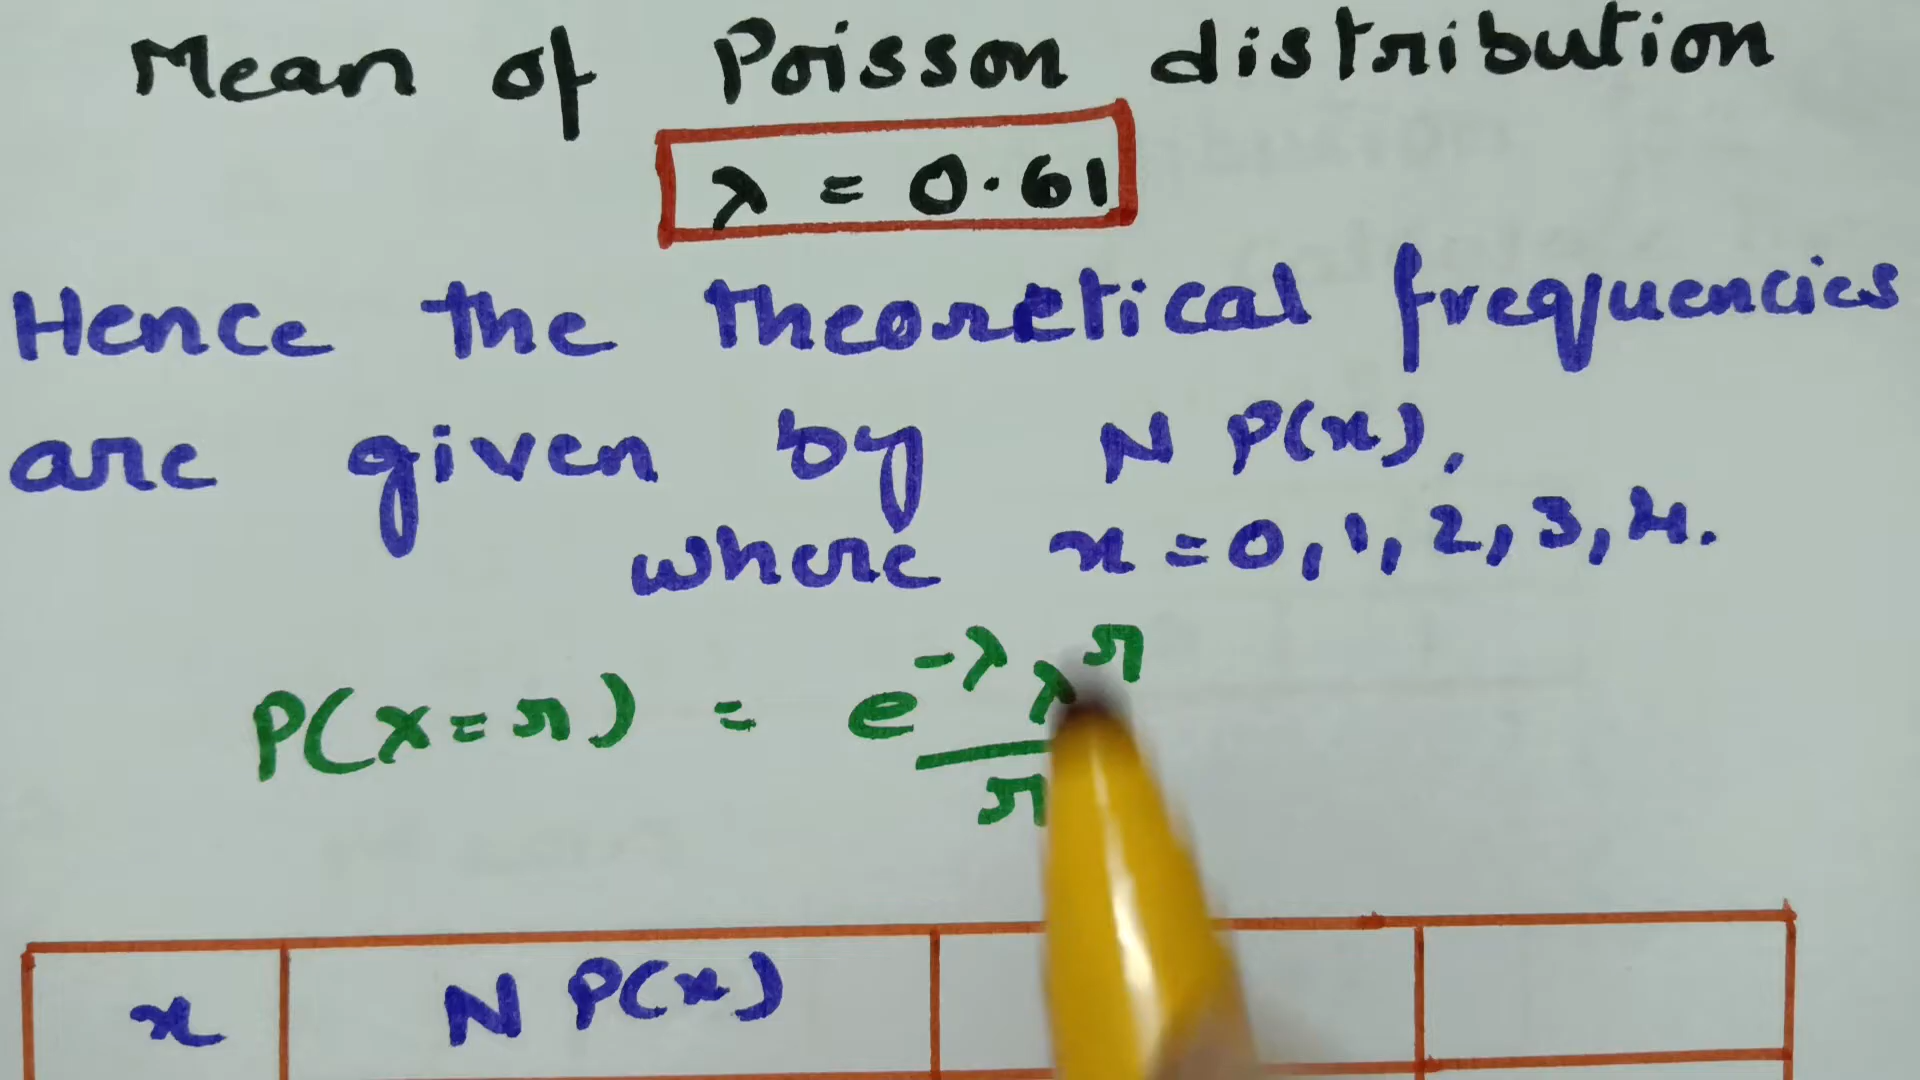 Mean of Poisson distribution
λ = 0.61
Hence the theoretical frequencies
are given by N P(x),
where x = 0, 1, 2, 3, 4.
P(X = r) = e^{-λ} λ^r / r
x N P(x)